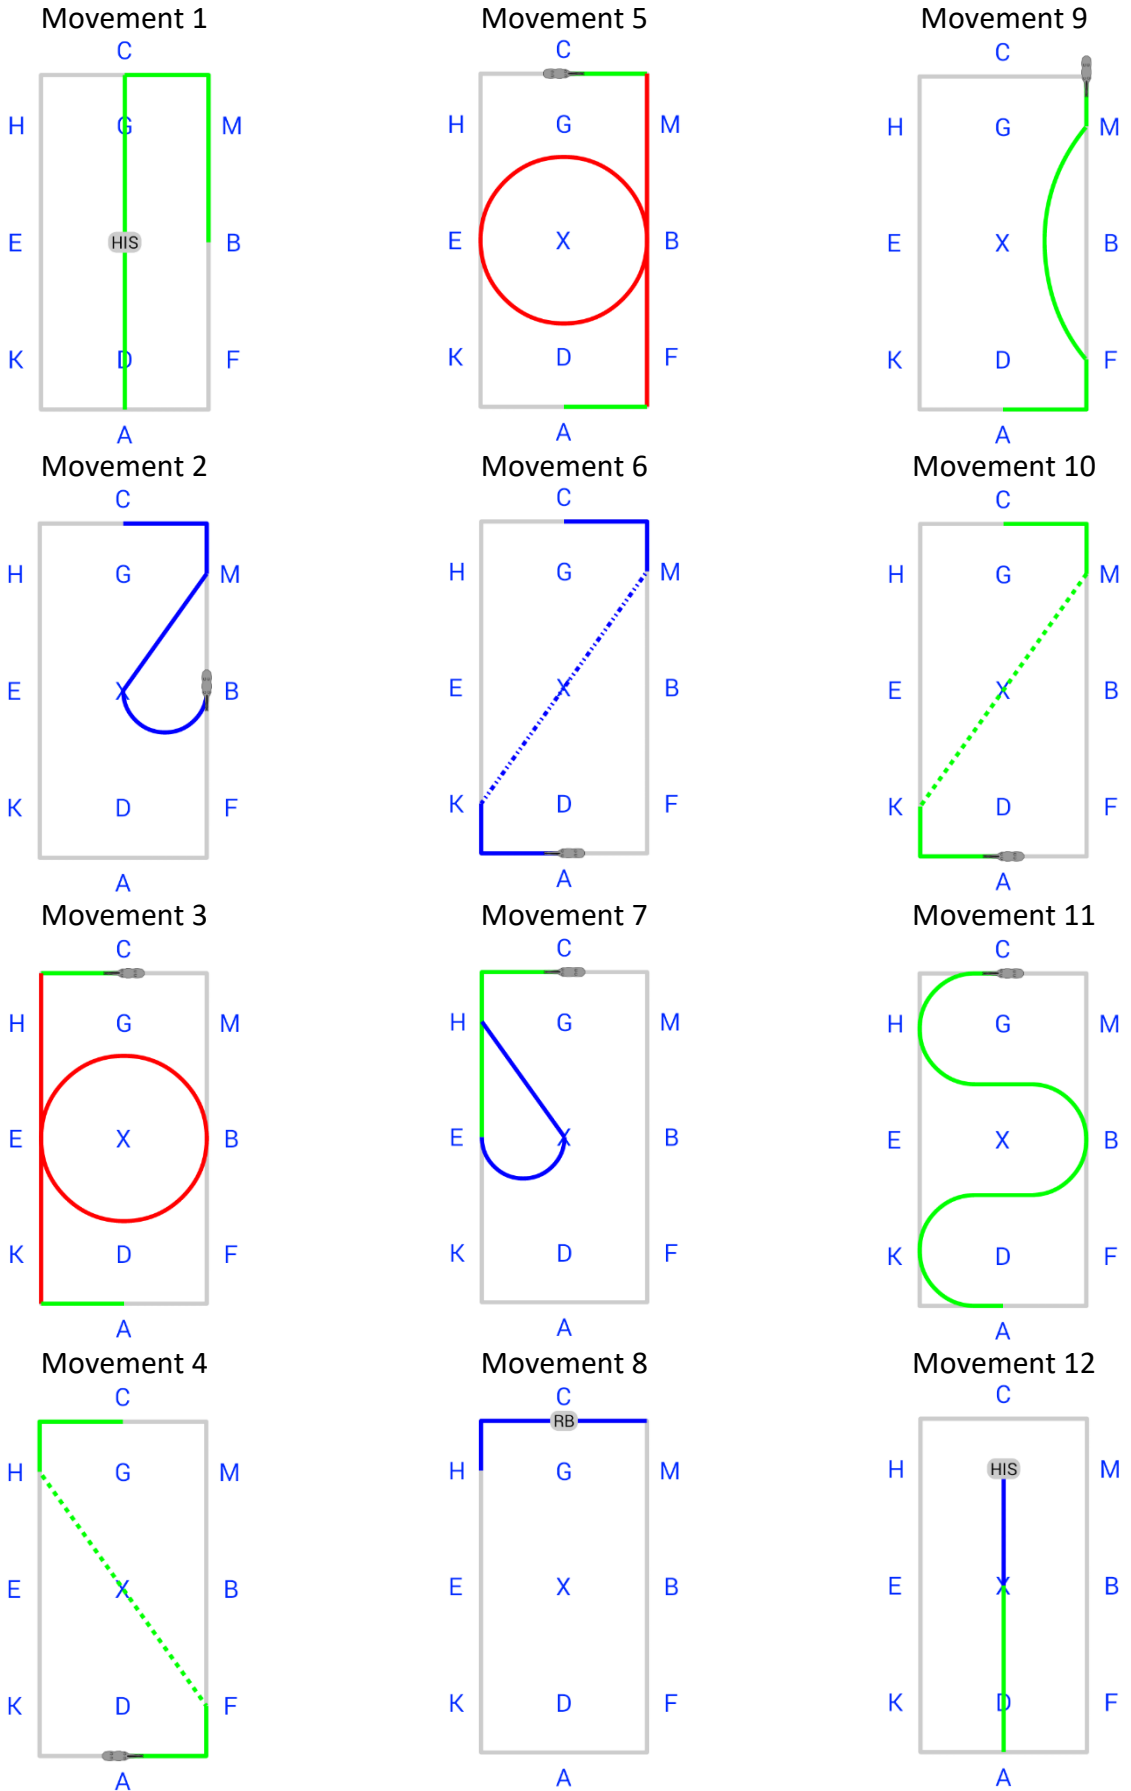 Movement 1 Movement 5 Movement 9
C C C
H G M H G M H G M
E HIS B E X B E X B
K D F K D F K D F
A A A
Movement 2 Movement 6 Movement 10
C C C
H G M H G M H G M
E X B E X B E X B
K D F K D F K D F
A A A
Movement 3 Movement 7 Movement 11
C C C
H G M H G M H G M
E X B E X B E X B
K D F K D F K D F
A A A
Movement 4 Movement 8 Movement 12
C C C
RB
H G M H G M H HIS M
E X B E X B E X B
K D F K D F K D F
A A A